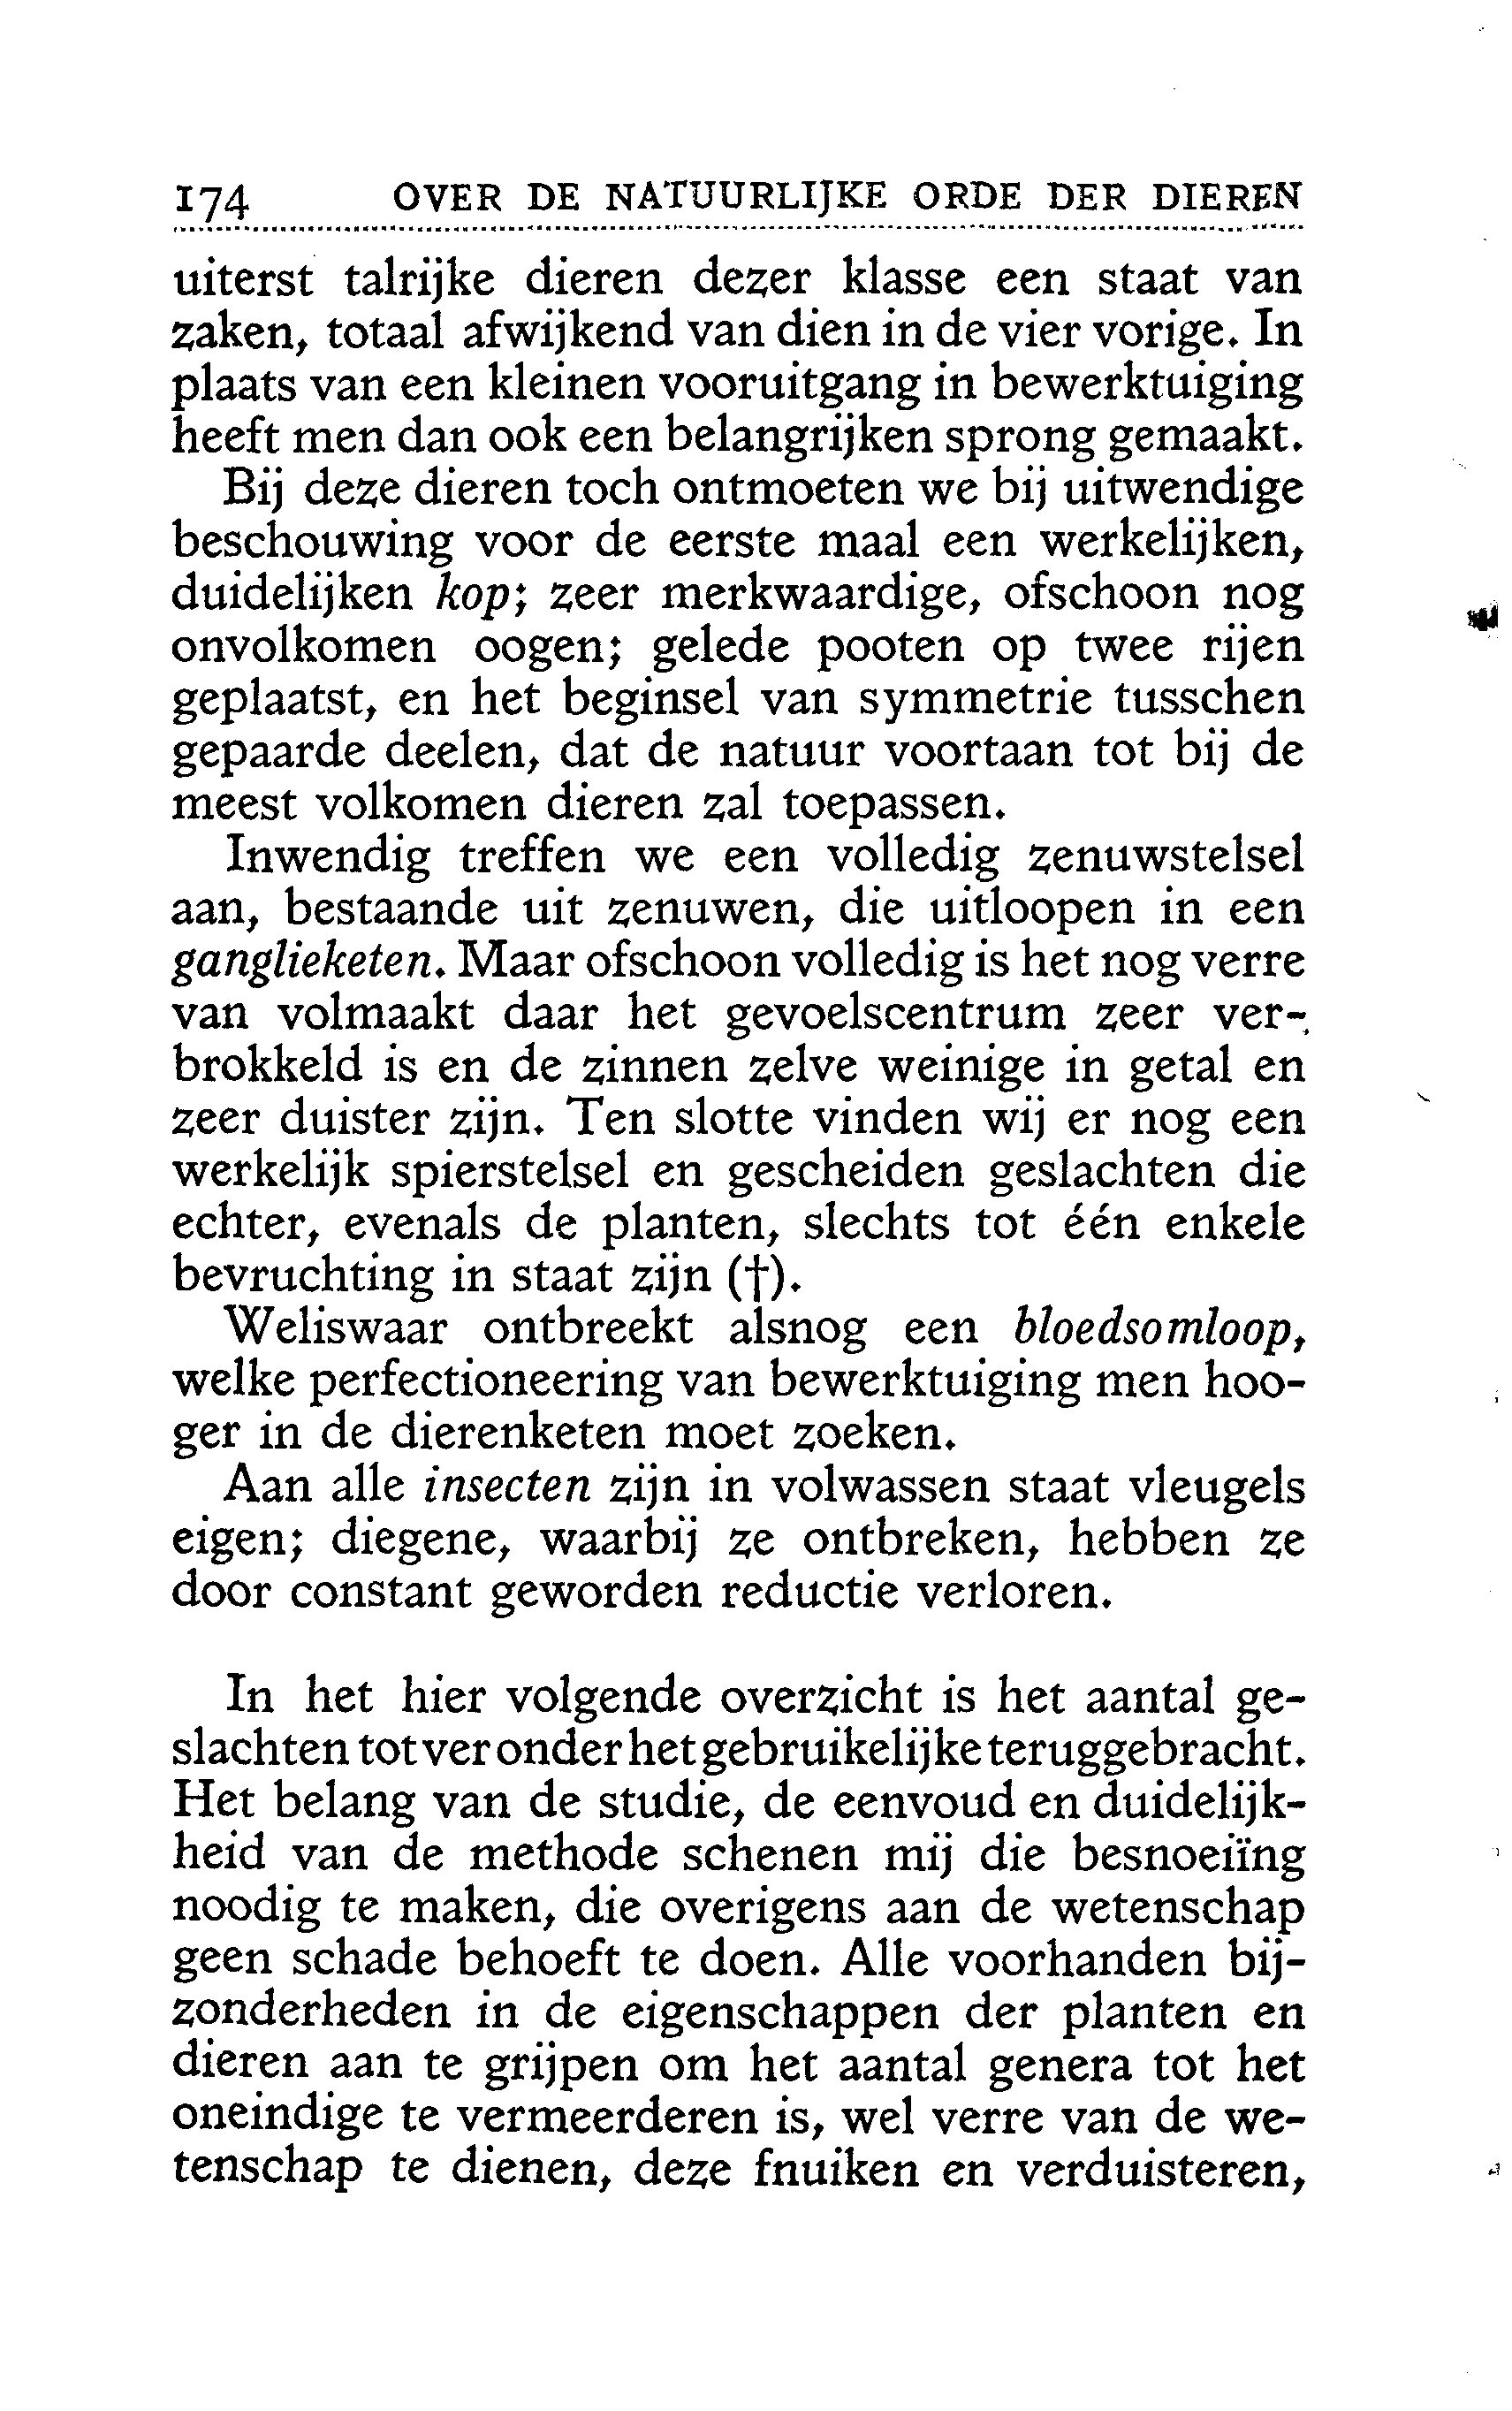 174 OVER DE NATUURLIJKE ORDE DER DIEREN
uiterst talrijke dieren dezer klasse een staat van
zaken, totaal afwijkend van dien in de vier vorige. In
plaats van een kleinen vooruitgang in bewerktuiging
heeft men dan ook een belangrijken sprong gemaakt.
Bij deze dieren toch ontmoeten we bij uitwendige
beschouwing voor de eerste maal een werkelijken,
duidelijken kop; zeer merkwaardige, ofschoon nog
onvolkomen oogen; gelede pooten op twee rijen
geplaatst, en het beginsel van symmetrie tusschen
gepaarde deelen, dat de natuur voortaan tot bij de
meest volkomen dieren zal toepassen.
Inwendig treffen we een volledig zenuwstelsel
aan, bestaande uit zenuwen, die uitloopen in een
ganglieketen. Maar ofschoon volledig is het nog verre
van volmaakt daar het gevoelscentrum zeer ver-
brokkeld is en de zinnen zelve weinige in getal en
zeer duister zijn. Ten slotte vinden wij er nog een
werkelijk spierstelsel en gescheiden geslachten die
echter, evenals de planten, slechts tot één enkele
bevruchting in staat zijn (†).
Weliswaar ontbreekt alsnog een bloedsomloop,
welke perfectioneering van bewerktuiging men hoo-
ger in de dierenketen moet zoeken.
Aan alle insecten zijn in volwassen staat vleugels
eigen; diegene, waarbij ze ontbreken, hebben ze
door constant geworden reductie verloren.
In het hier volgende overzicht is het aantal ge-
slachten tot ver onder het gebruikelijke teruggebracht.
Het belang van de studie, de eenvoud en duidelijk-
heid van de methode schenen mij die besnoeiïng
noodig te maken, die overigens aan de wetenschap
geen schade behoeft te doen. Alle voorhanden bij-
zonderheden in de eigenschappen der planten en
dieren aan te grijpen om het aantal genera tot het
oneindige te vermeerderen is, wel verre van de we-
tenschap te dienen, deze fnuiken en verduisteren,